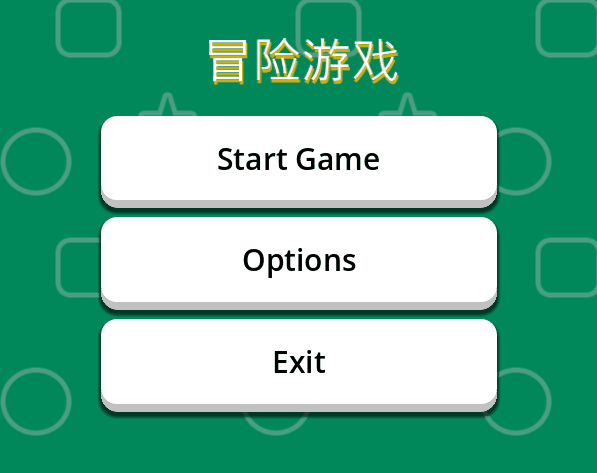 冒险游戏
Start Game
Options
Exit